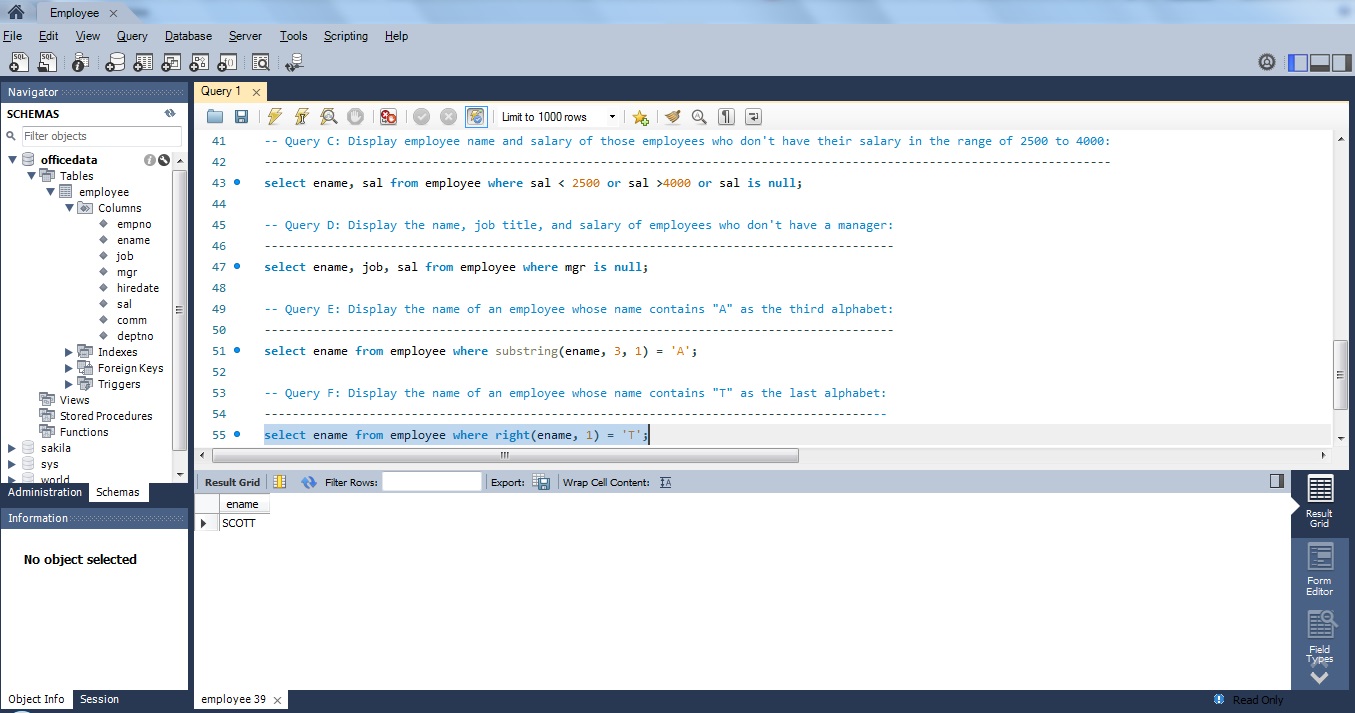 Employee
File Edit View Query Database Server Tools Scripting Help
Navigator
SCHEMAS
Filter objects
officedata
Tables
employee
Columns
empno
ename
job
mgr
hiredate
sal
comm
deptno
Indexes
Foreign Keys
Triggers
Views
Stored Procedures
Functions
sakila
sys
world
Administration Schemas
Information
No object selected
Object Info Session
Query 1
Limit to 1000 rows
41 -- Query C: Display employee name and salary of those employees who don't have their salary in the range of 2500 to 4000:
42 --------------------------------------------------------------------------------------------------------------------------
43 select ename, sal from employee where sal < 2500 or sal >4000 or sal is null;
44
45 -- Query D: Display the name, job title, and salary of employees who don't have a manager:
46 ------------------------------------------------------------------------------------------
47 select ename, job, sal from employee where mgr is null;
48
49 -- Query E: Display the name of an employee whose name contains "A" as the third alphabet:
50 ------------------------------------------------------------------------------------------
51 select ename from employee where substring(ename, 3, 1) = 'A';
52
53 -- Query F: Display the name of an employee whose name contains "T" as the last alphabet:
54 -----------------------------------------------------------------------------------------
55 select ename from employee where right(ename, 1) = 'T';
Result Grid Filter Rows: Export: Wrap Cell Content:
ename
SCOTT
Result
Grid
Form
Editor
Field
Types
employee 39
Read Only